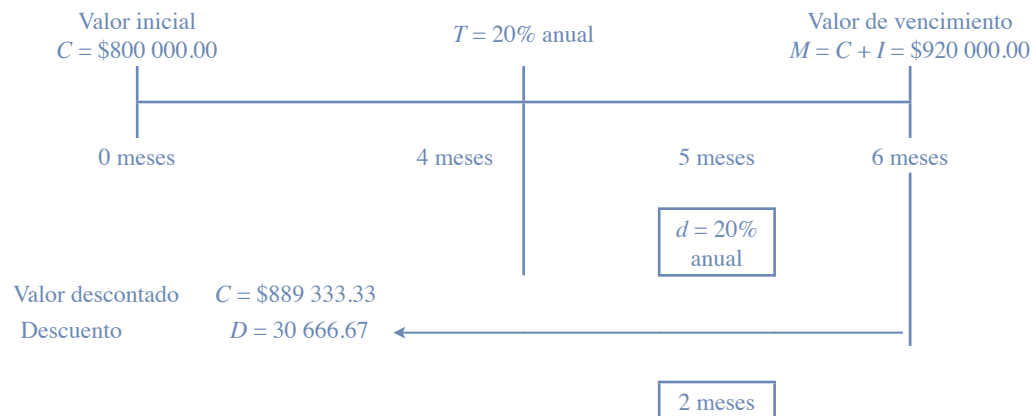 Valor inicial
C = $800 000.00
T = 20% anual
Valor de vencimiento
M = C + I = $920 000.00
0 meses
4 meses
5 meses
6 meses
d = 20%
anual
Valor descontado C = $889 333.33
Descuento D = 30 666.67
2 meses